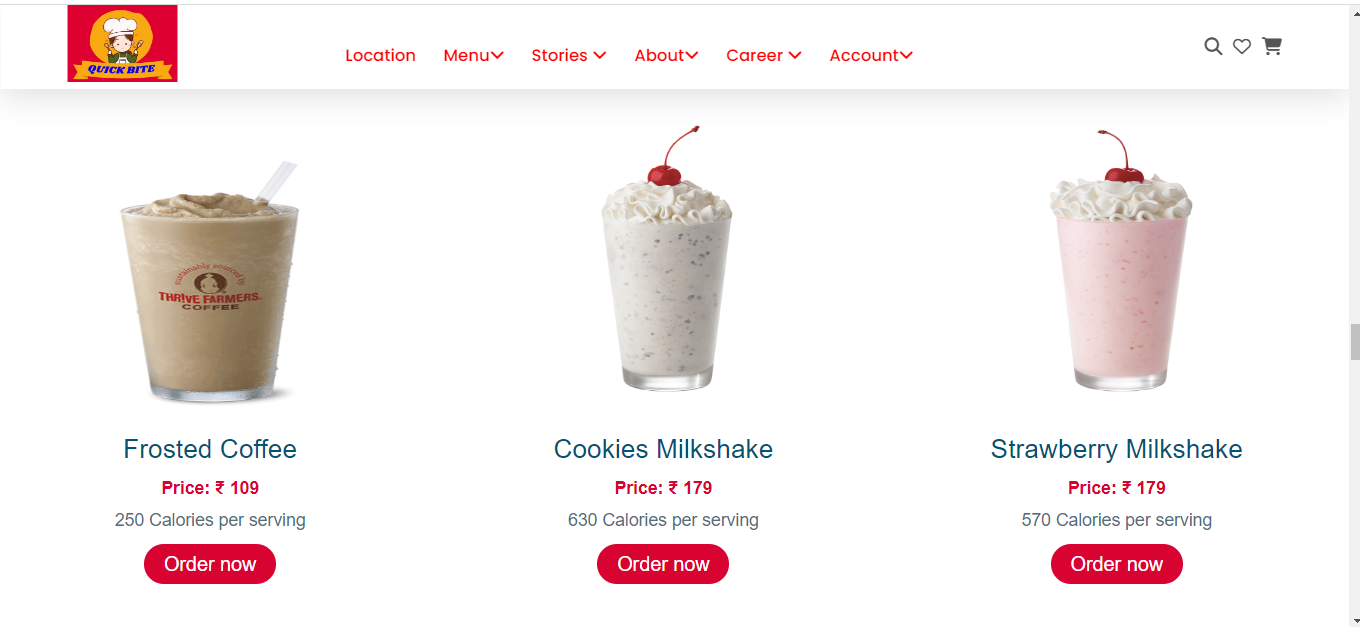 QUICK BITE
Location Menu Stories About Career Account
sustainably sourced by
THRIVE FARMERS.
COFFEE
Frosted Coffee
Price: ₹ 109
250 Calories per serving
Order now
Cookies Milkshake
Price: ₹ 179
630 Calories per serving
Order now
Strawberry Milkshake
Price: ₹ 179
570 Calories per serving
Order now